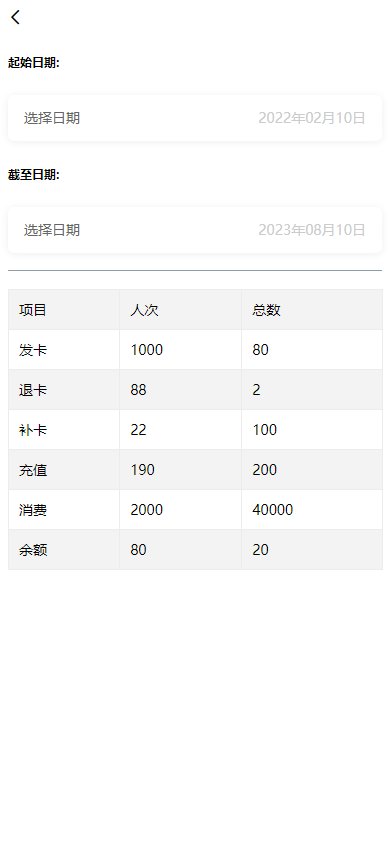 起始日期:
选择日期 2022年02月10日
截至日期:
选择日期 2023年08月10日
项目 人次 总数
发卡 1000 80
退卡 88 2
补卡 22 100
充值 190 200
消费 2000 40000
余额 80 20